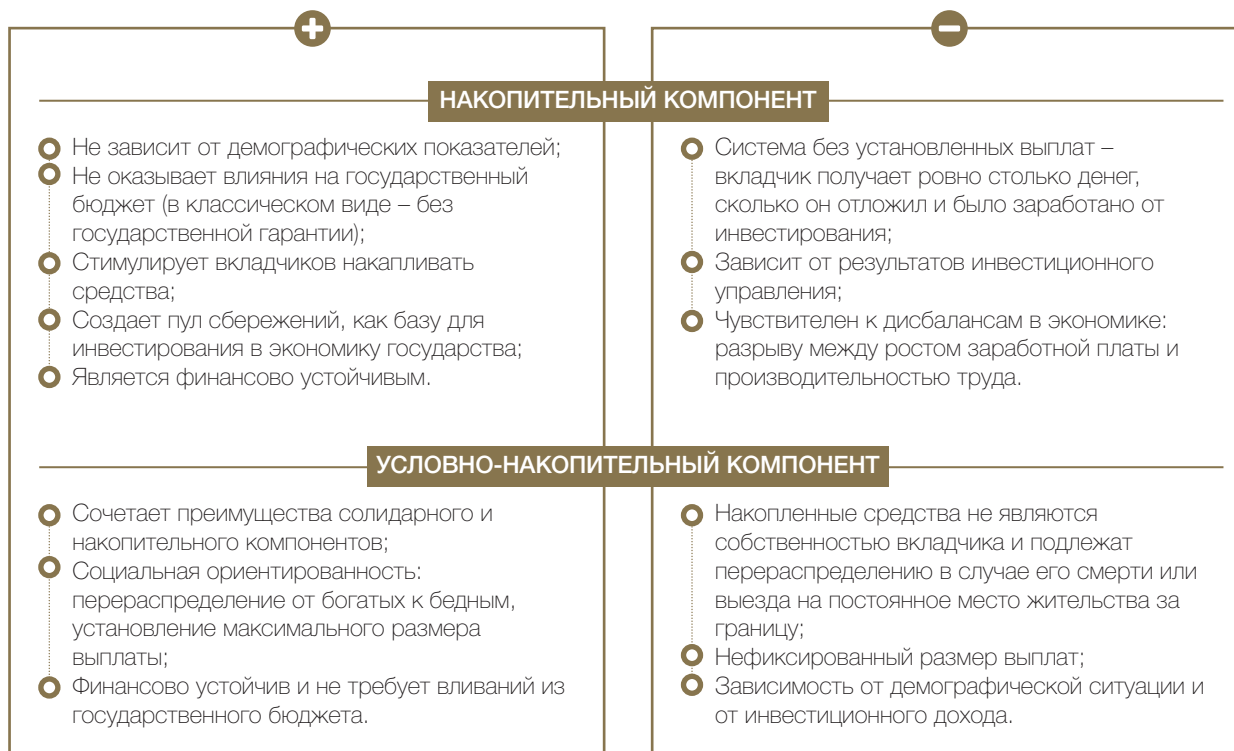 НАКОПИТЕЛЬНЫЙ КОМПОНЕНТ
Не зависит от демографических показателей;
Не оказывает влияния на государственный
бюджет (в классическом виде – без
государственной гарантии);
Стимулирует вкладчиков накапливать
средства;
Создает пул сбережений, как базу для
инвестирования в экономику государства;
Является финансово устойчивым.
Система без установленных выплат –
вкладчик получает ровно столько денег,
сколько он отложил и было заработано от
инвестирования;
Зависит от результатов инвестиционного
управления;
Чувствителен к дисбалансам в экономике:
разрыву между ростом заработной платы и
производительностью труда.
УСЛОВНО-НАКОПИТЕЛЬНЫЙ КОМПОНЕНТ
Сочетает преимущества солидарного и
накопительного компонентов;
Социальная ориентированность:
перераспределение от богатых к бедным,
установление максимального размера
выплаты;
Финансово устойчив и не требует вливаний из
государственного бюджета.
Накопленные средства не являются
собственностью вкладчика и подлежат
перераспределению в случае его смерти или
выезда на постоянное место жительства за
границу;
Нефиксированный размер выплат;
Зависимость от демографической ситуации и
от инвестиционного дохода.